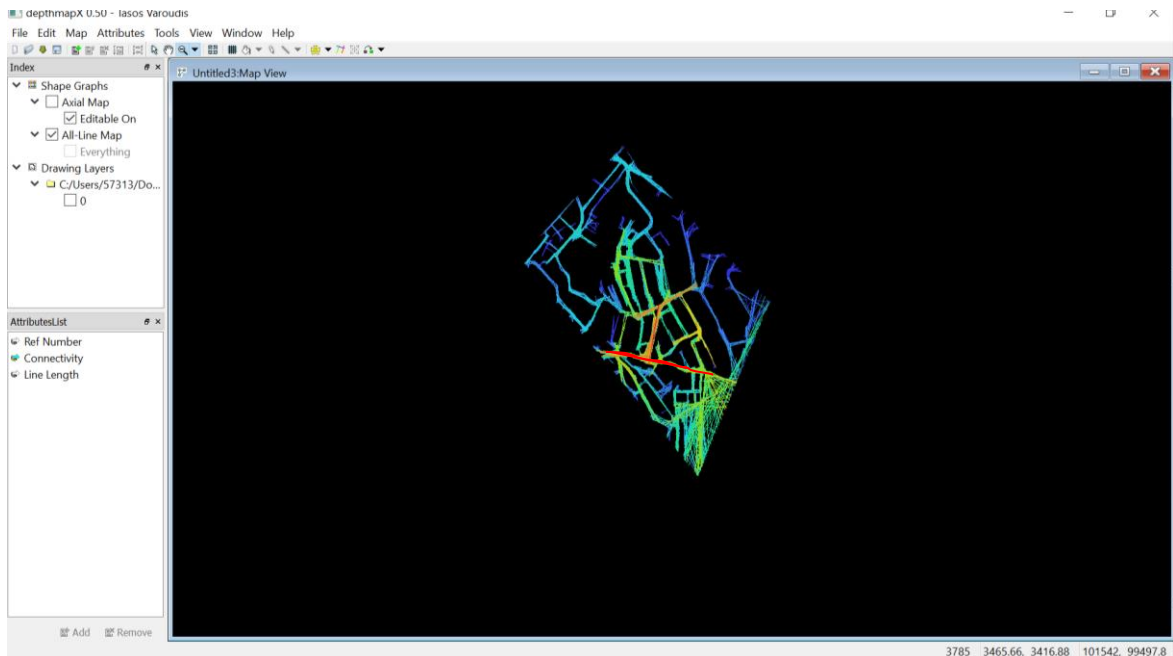 depthmapX 0.50 - Tasos Varoudis
File Edit Map Attributes Tools View Window Help
Index
Shape Graphs
Axial Map
Editable On
All-Line Map
Everything
Drawing Layers
C:/Users/57313/Do...
0
AttributesList
Ref Number
Connectivity
Line Length
Add Remove
Untitled3:Map View
3785 3465.66, 3416.88 101542, 99497.8